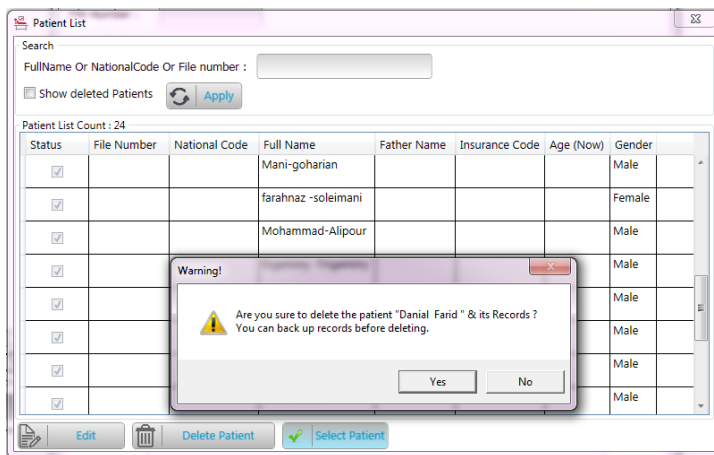 Patient List
Search
FullName Or NationalCode Or File number :
Show deleted Patients
Apply
Patient List Count : 24
Status File Number National Code Full Name Father Name Insurance Code Age (Now) Gender
Mani-goharian Male
farahnaz -soleimani Female
Mohammad-Alipour Male
Male
Warning!
Are you sure to delete the patient "Danial Farid " & its Records ?
You can back up records before deleting.
Yes No
Male
Male
Male
Male
Edit Delete Patient Select Patient